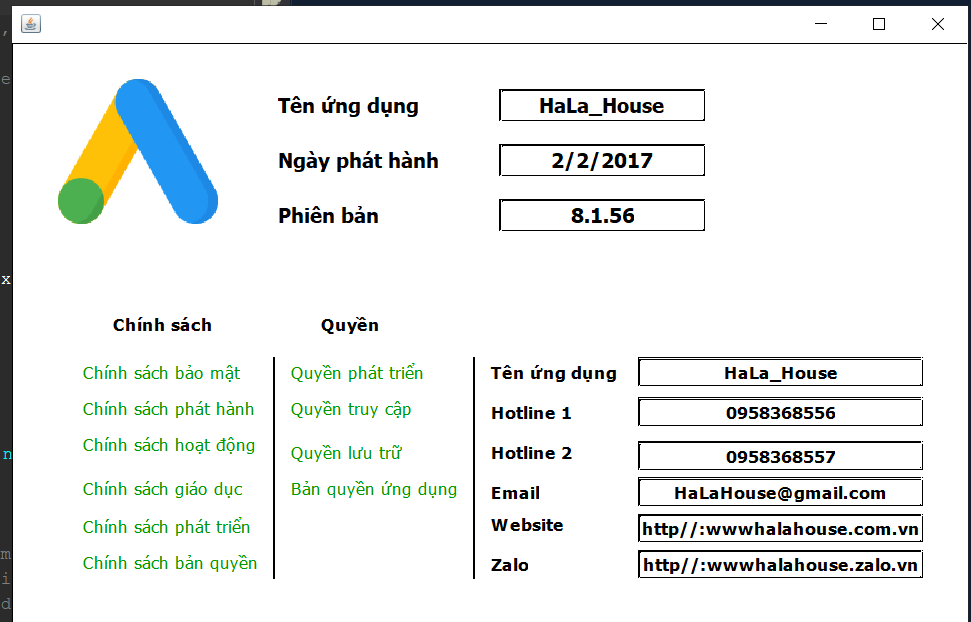 Tên ứng dụng HaLa_House
Ngày phát hành 2/2/2017
Phiên bản 8.1.56
Chính sách Quyền
Chính sách bảo mật Quyền phát triển Tên ứng dụng HaLa_House
Chính sách phát hành Quyền truy cập Hotline 1 0958368556
Chính sách hoạt động Quyền lưu trữ Hotline 2 0958368557
Chính sách giáo dục Bản quyền ứng dụng Email HaLaHouse@gmail.com
Chính sách phát triển Website http//:wwwhalahouse.com.vn
Chính sách bản quyền Zalo http//:wwwhalahouse.zalo.vn